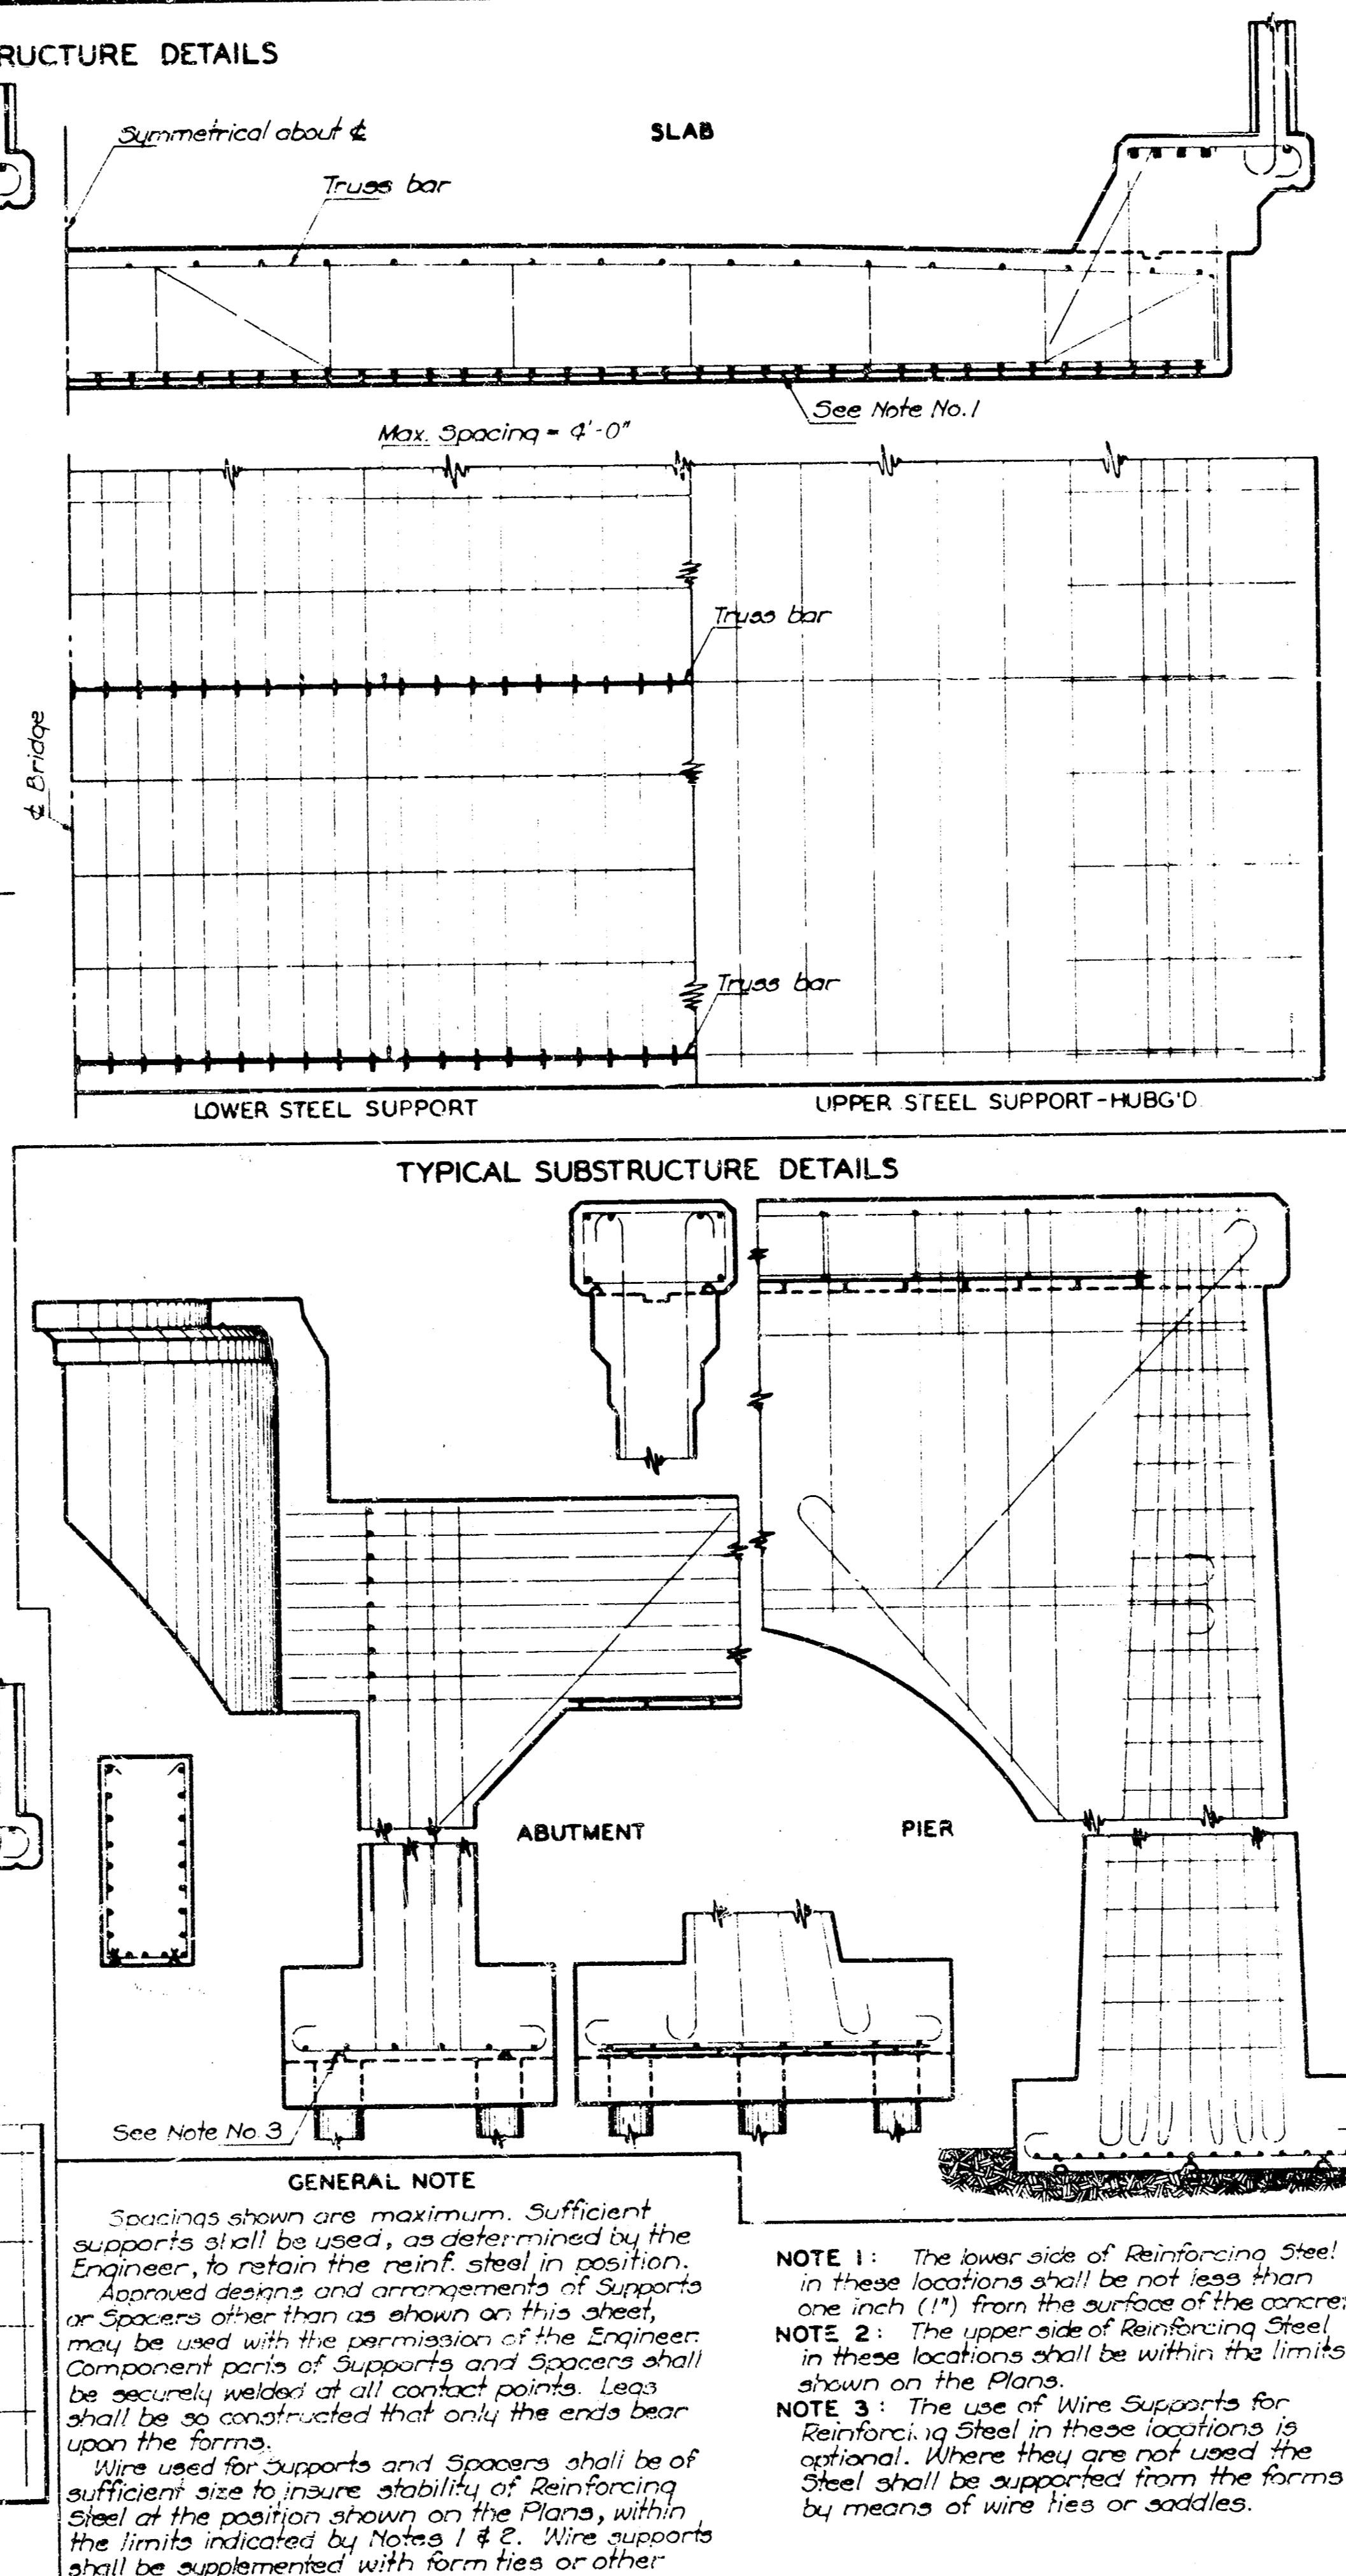 RUCTURE DETAILS
Symmetrical about ℄
SLAB
Truss bar
See Note No. 1
Max. Spacing = 4'-0"
Truss bar
℄ Bridge
Truss bar
LOWER STEEL SUPPORT
UPPER STEEL SUPPORT-HUBG'D.
TYPICAL SUBSTRUCTURE DETAILS
ABUTMENT
PIER
See Note No. 3
GENERAL NOTE
Spacings shown are maximum. Sufficient
supports shall be used, as determined by the
Engineer, to retain the reinf. steel in position.
Approved designs and arrangements of Supports
or Spacers other than as shown on this sheet,
may be used with the permission of the Engineer.
Component parts of Supports and Spacers shall
be securely welded at all contact points. Legs
shall be so constructed that only the ends bear
upon the forms.
Wire used for Supports and Spacers shall be of
sufficient size to insure stability of Reinforcing
Steel at the position shown on the Plans, within
the limits indicated by Notes 1 & 2. Wire supports
shall be supplemented with form ties or other
NOTE 1: The lower side of Reinforcing Steel
in these locations shall be not less than
one inch (1") from the surface of the concre
NOTE 2: The upper side of Reinforcing Steel
in these locations shall be within the limits
shown on the Plans.
NOTE 3: The use of Wire Supports for
Reinforcing Steel in these locations is
optional. Where they are not used the
Steel shall be supported from the forms
by means of wire ties or saddles.